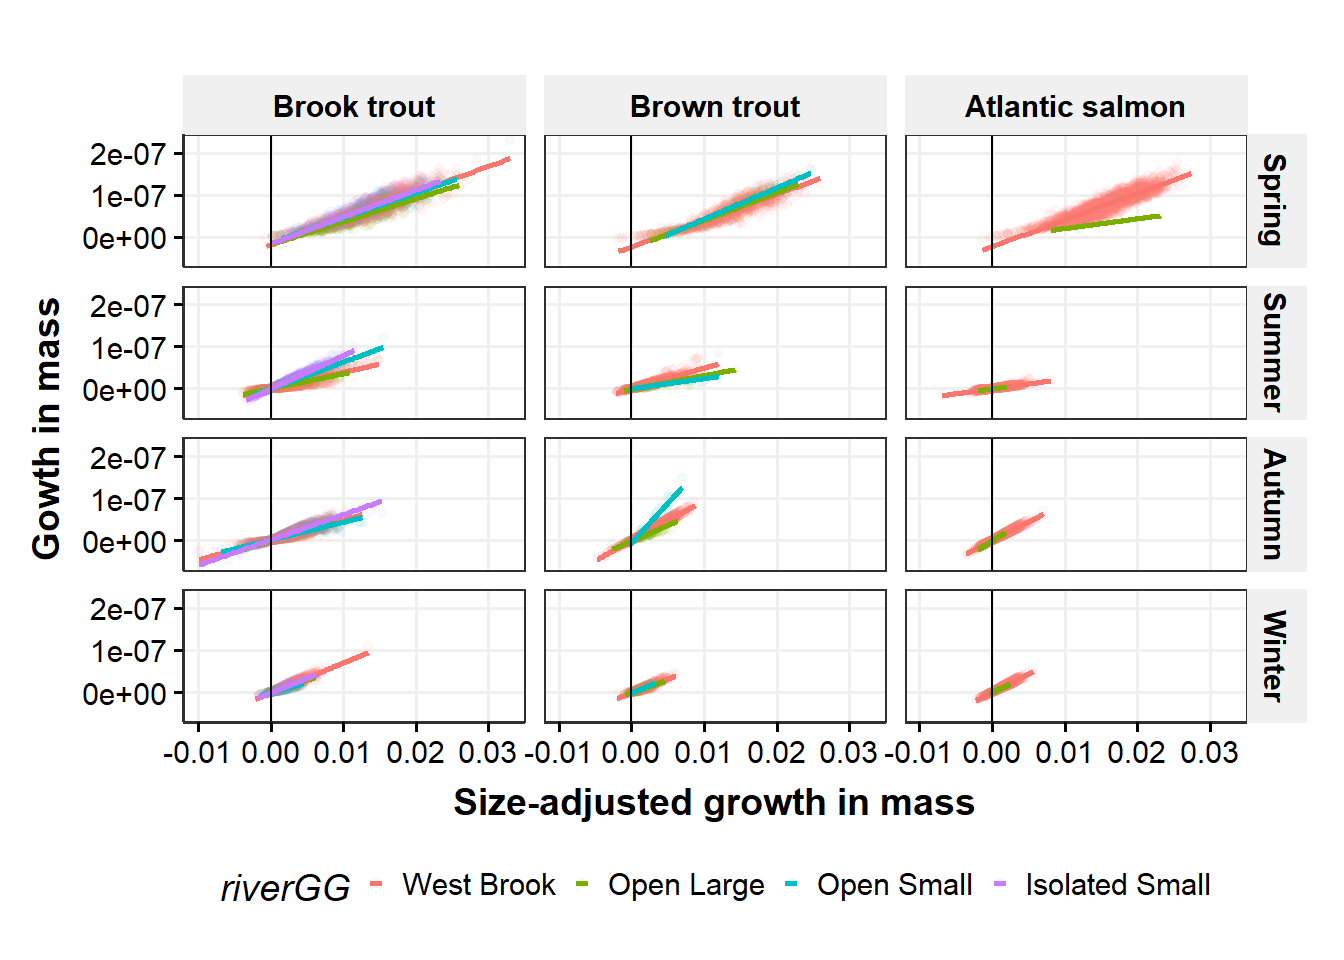 Brook trout Brown trout Atlantic salmon
2e-07
1e-07
0e+00
Spring
2e-07
1e-07
0e+00
Summer
2e-07
1e-07
0e+00
Autumn
2e-07
1e-07
0e+00
Winter
Gowth in mass
-0.01 0.00 0.01 0.02 0.03 -0.01 0.00 0.01 0.02 0.03 -0.01 0.00 0.01 0.02 0.03
Size-adjusted growth in mass
riverGG West Brook Open Large Open Small Isolated Small